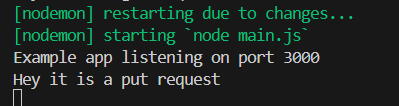 [nodemon] restarting due to changes...
[nodemon] starting `node main.js`
Example app listening on port 3000
Hey it is a put request